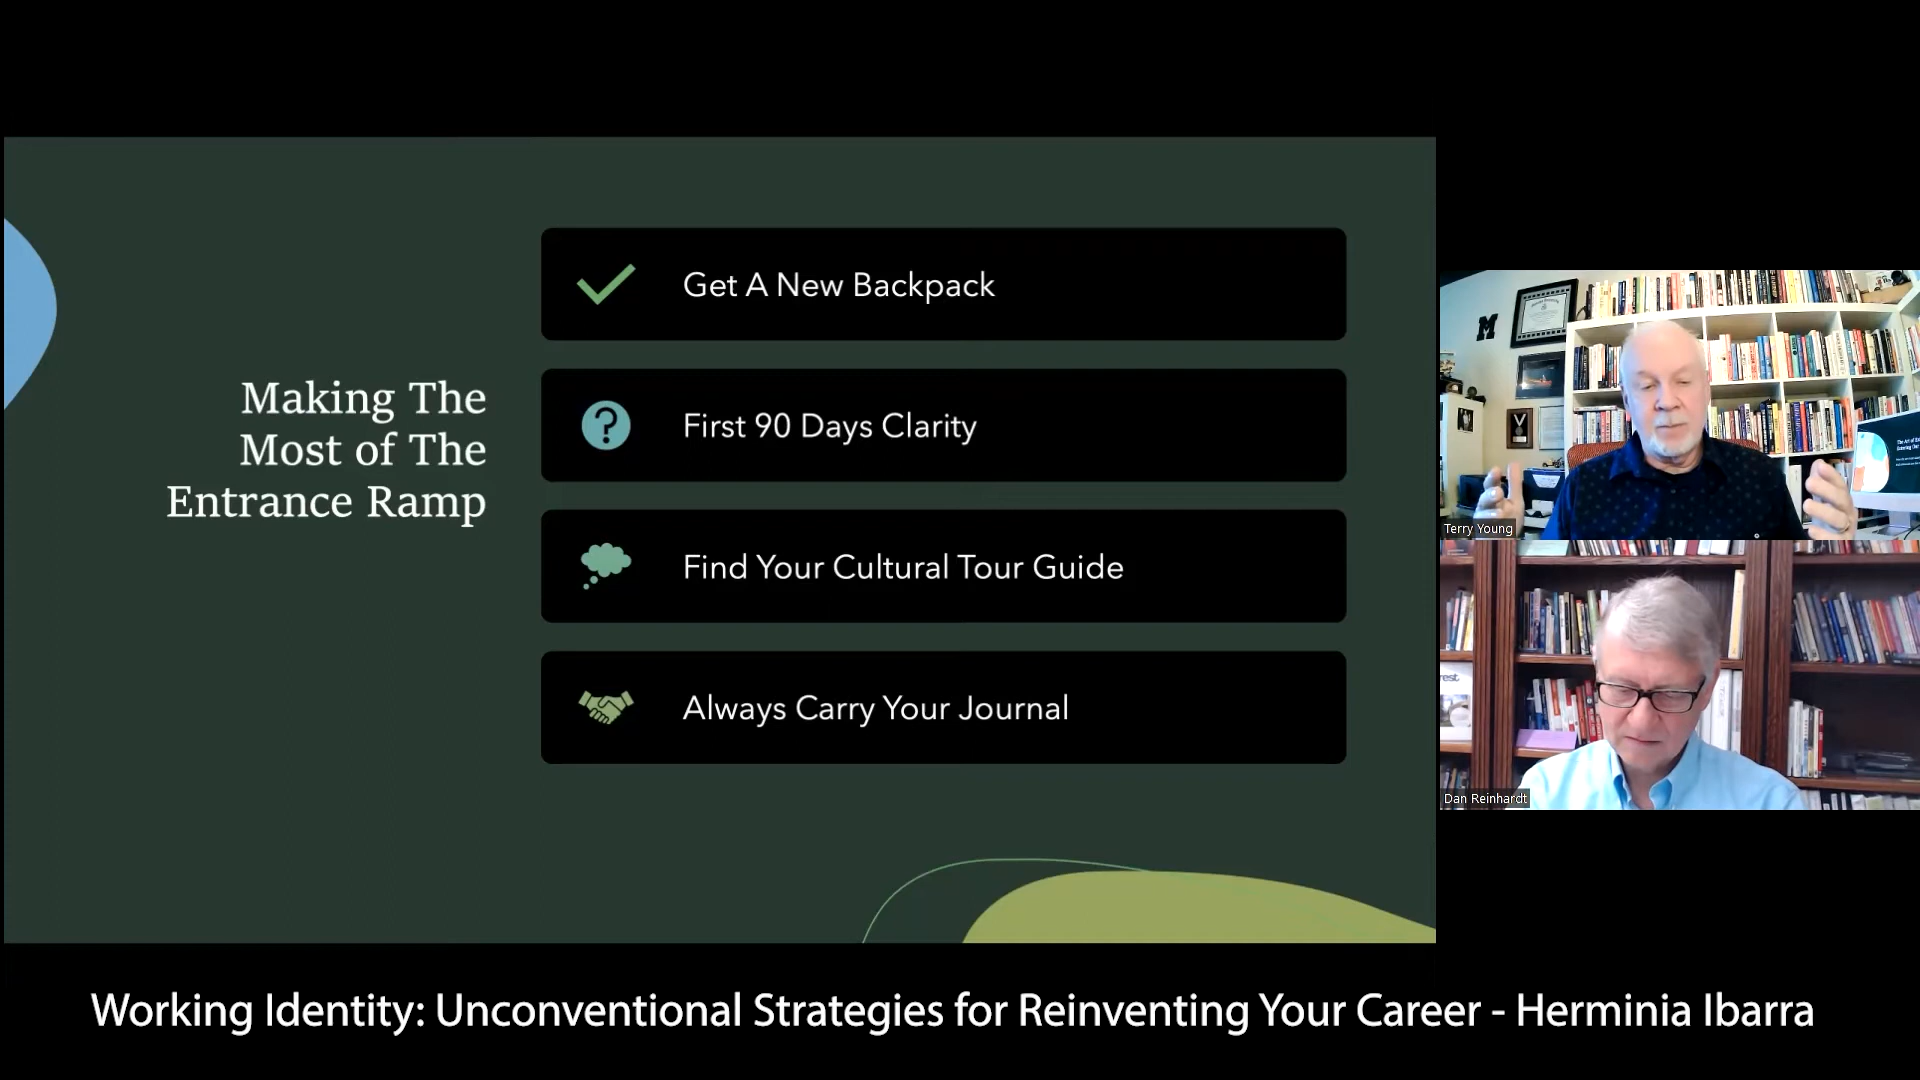 Making The
Most of The
Entrance Ramp
Get A New Backpack
First 90 Days Clarity
Find Your Cultural Tour Guide
Always Carry Your Journal
M
Terry Young
Dan Reinhardt
Working Identity: Unconventional Strategies for Reinventing Your Career - Herminia Ibarra